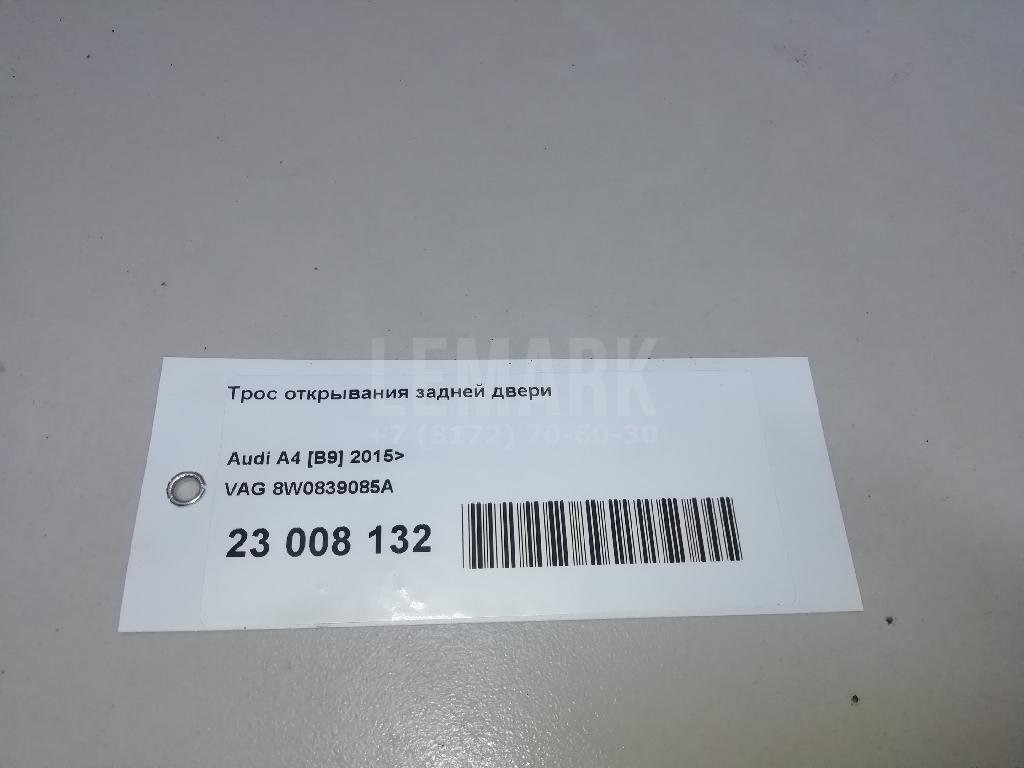 LEMARK
Трос открывания задней двери
+7 (8172) 70-60-30
Audi A4 [B9] 2015>
VAG 8W0839085A
23 008 132